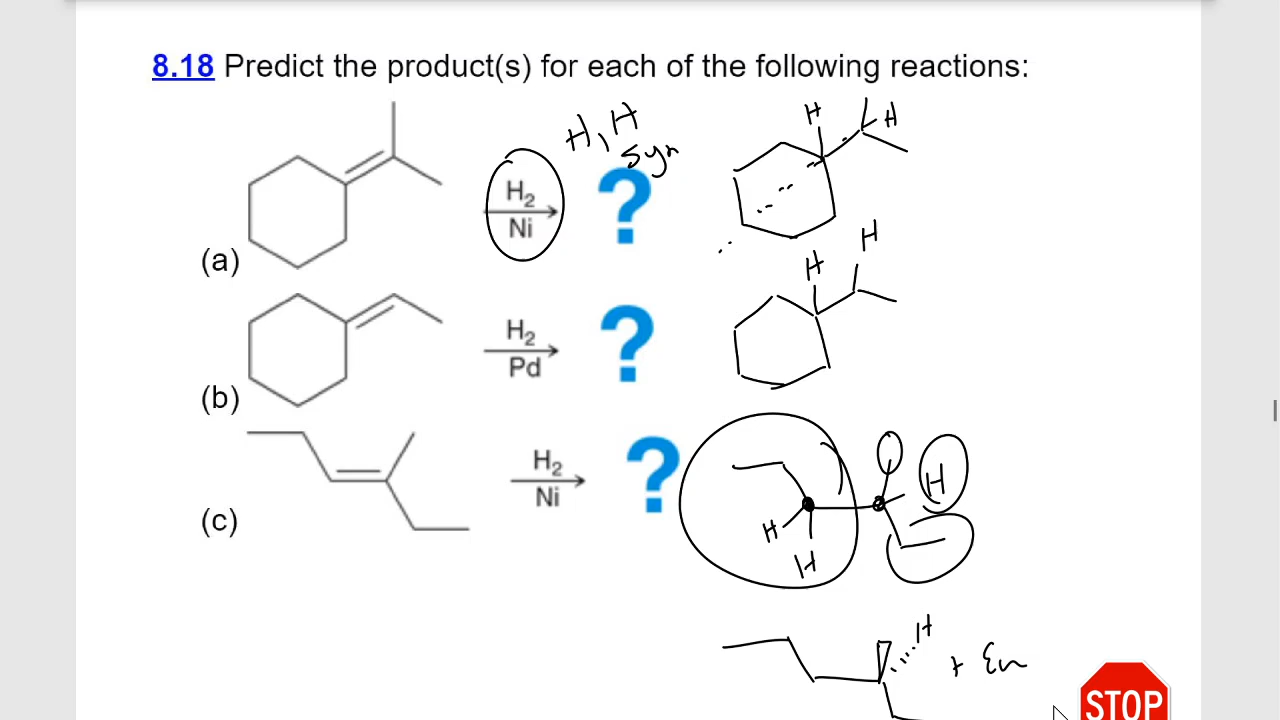 8.18 Predict the product(s) for each of the following reactions:
H, H
syn
H
H
H₂
Ni
?
(a)
H
H
H₂
Pd
?
(b)
H₂
Ni
?
H
H
H
(c)
H
+ En
STOP